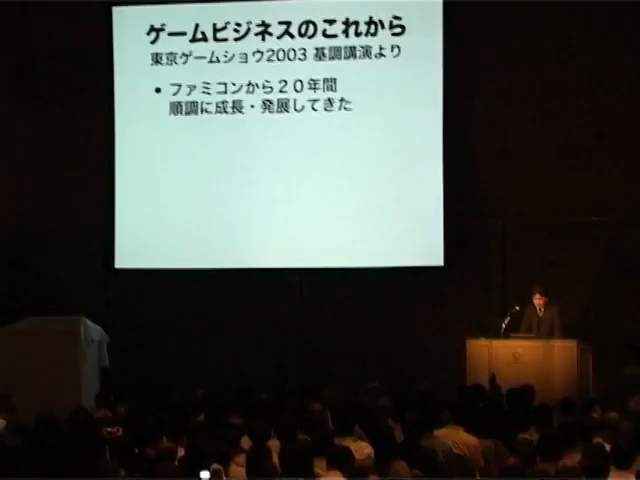 ゲームビジネスのこれから
東京ゲームショウ2003 基調講演より
• ファミコンから２０年間
順調に成長・発展してきた